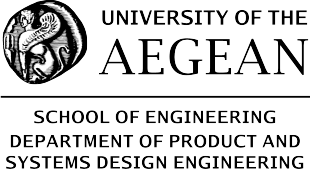 UNIVERSITY OF THE
AEGEAN
SCHOOL OF ENGINEERING
DEPARTMENT OF PRODUCT AND
SYSTEMS DESIGN ENGINEERING